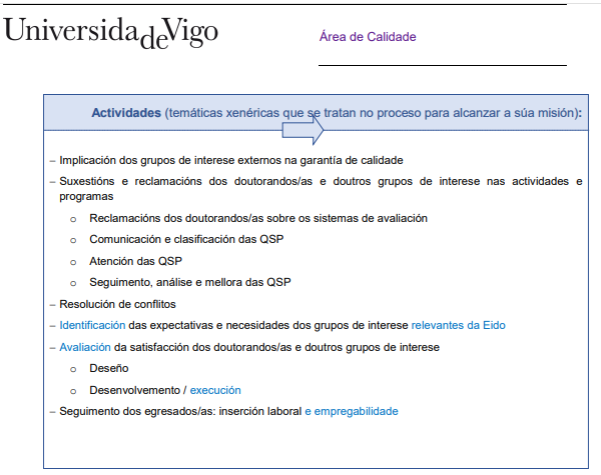 Universidade Vigo
Área de Calidade
Actividades (temáticas xenéricas que se tratan no proceso para alcanzar a súa misión):
– Implicación dos grupos de interese externos na garantía de calidade
– Suxestións e reclamacións dos doutorandos/as e doutros grupos de interese nas actividades e
programas
o Reclamacións dos doutorandos/as sobre os sistemas de avaliación
o Comunicación e clasificación das QSP
o Atención das QSP
o Seguimento, análise e mellora das QSP
– Resolución de conflitos
– Identificación das expectativas e necesidades dos grupos de interese relevantes da Eido
– Avaliación da satisfacción dos doutorandos/as e doutros grupos de interese
o Deseño
o Desenvolvemento / execución
– Seguimento dos egresados/as: inserción laboral e empregabilidade